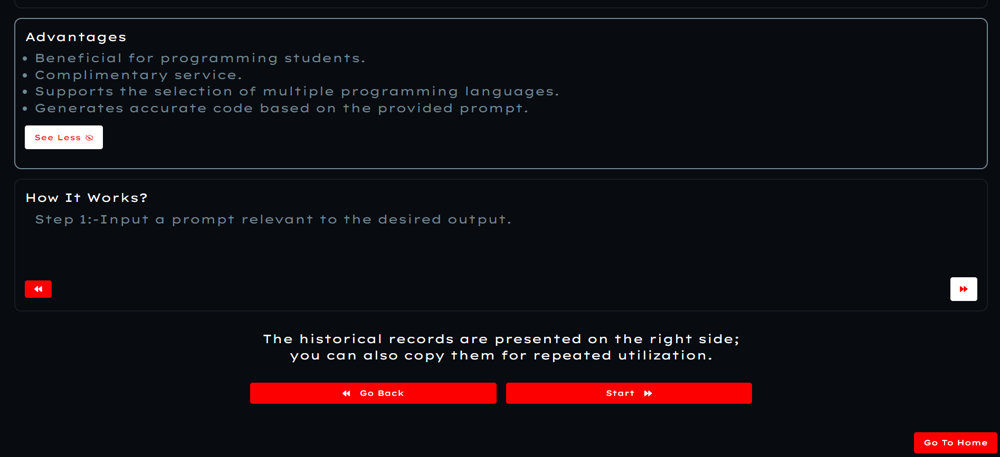 Advantages
Beneficial for programming students.
Complimentary service.
Supports the selection of multiple programming languages.
Generates accurate code based on the provided prompt.
See Less
How It Works?
Step 1:-Input a prompt relevant to the desired output.
The historical records are presented on the right side;
you can also copy them for repeated utilization.
Go Back
Start
Go To Home